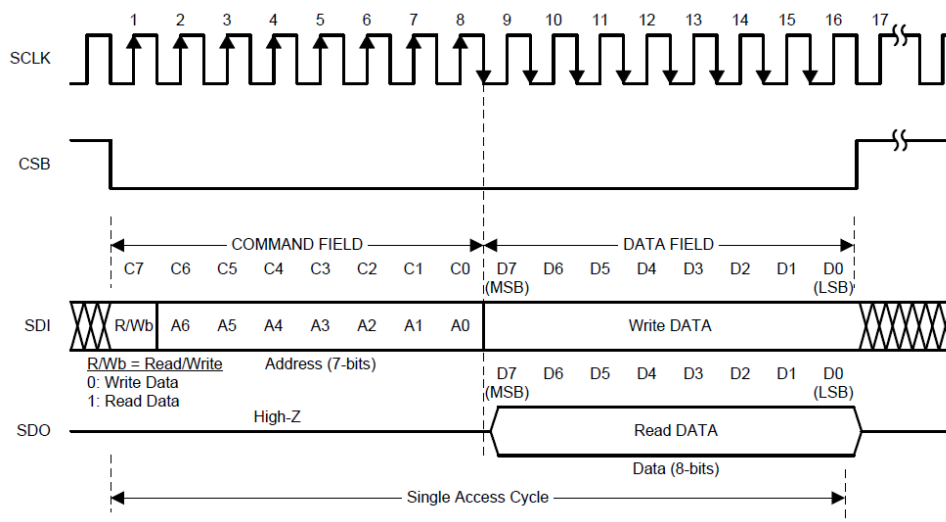 1 2 3 4 5 6 7 8 9 10 11 12 13 14 15 16 17
SCLK
CSB
COMMAND FIELD DATA FIELD
C7 C6 C5 C4 C3 C2 C1 C0 D7 D6 D5 D4 D3 D2 D1 D0
(MSB) (LSB)
SDI R/Wb A6 A5 A4 A3 A2 A1 A0 Write DATA
R/Wb = Read/Write Address (7-bits)
0: Write Data
1: Read Data
D7 D6 D5 D4 D3 D2 D1 D0
(MSB) (LSB)
High-Z
SDO Read DATA
Data (8-bits)
Single Access Cycle